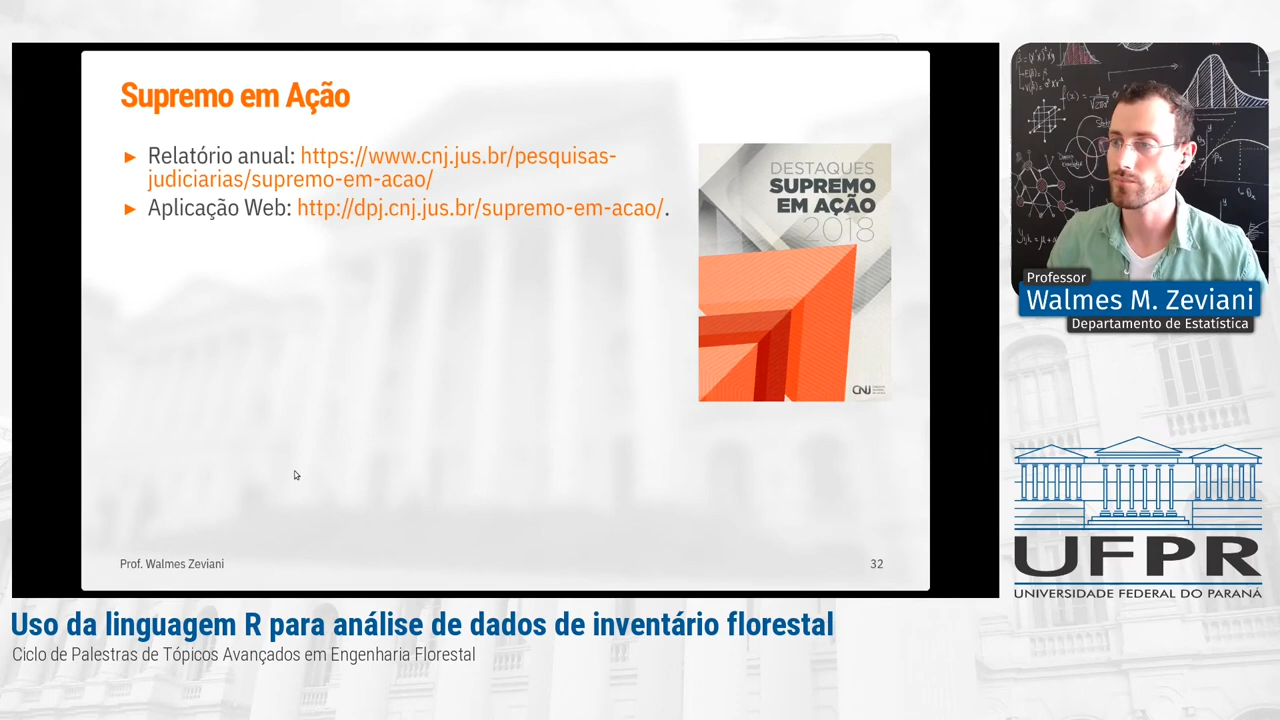 Supremo em Ação
► Relatório anual: https://www.cnj.jus.br/pesquisas-
judiciarias/supremo-em-acao/
► Aplicação Web: http://dpj.cnj.jus.br/supremo-em-acao/.
DESTAQUES
SUPREMO
EM AÇÃO
2018
CNJ
Prof. Walmes Zeviani
32
Professor
Walmes M. Zeviani
Departamento de Estatística
UFPR
UNIVERSIDADE FEDERAL DO PARANÁ
Uso da linguagem R para análise de dados de inventário florestal
Ciclo de Palestras de Tópicos Avançados em Engenharia Florestal